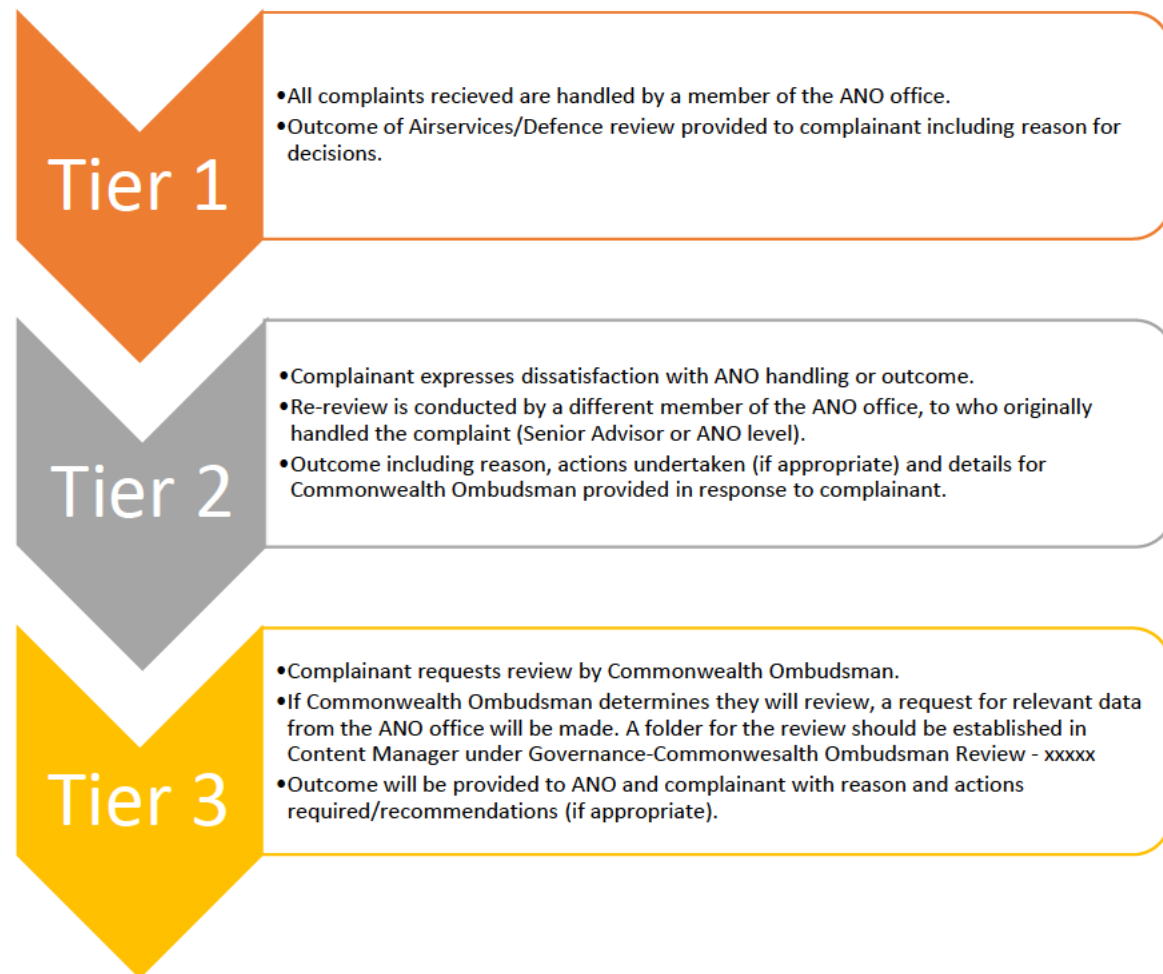 Tier 1
•All complaints recieved are handled by a member of the ANO office.
•Outcome of Airservices/Defence review provided to complainant including reason for
decisions.
Tier 2
•Complainant expresses dissatisfaction with ANO handling or outcome.
•Re-review is conducted by a different member of the ANO office, to who originally
handled the complaint (Senior Advisor or ANO level).
•Outcome including reason, actions undertaken (if appropriate) and details for
Commonwealth Ombudsman provided in response to complainant.
Tier 3
•Complainant requests review by Commonwealth Ombudsman.
•If Commonwealth Ombudsman determines they will review, a request for relevant data
from the ANO office will be made. A folder for the review should be established in
Content Manager under Governance-Commonwesalth Ombudsman Review - xxxxx
•Outcome will be provided to ANO and complainant with reason and actions
required/recommendations (if appropriate).